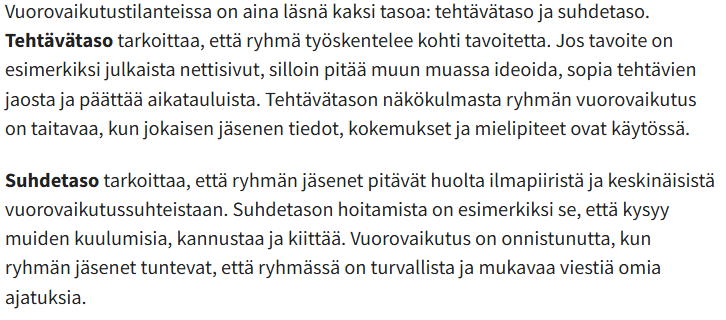 Vuorovaikutustilanteissa on aina läsnä kaksi tasoa: tehtävätaso ja suhdetaso.
Tehtävätaso tarkoittaa, että ryhmä työskentelee kohti tavoitetta. Jos tavoite on
esimerkiksi julkaista nettisivut, silloin pitää muun muassa ideoida, sopia tehtävien
jaosta ja päättää aikatauluista. Tehtävätason näkökulmasta ryhmän vuorovaikutus
on taitavaa, kun jokaisen jäsenen tiedot, kokemukset ja mielipiteet ovat käytössä.
Suhdetaso tarkoittaa, että ryhmän jäsenet pitävät huolta ilmapiiristä ja keskinäisistä
vuorovaikutussuhteistaan. Suhdetason hoitamista on esimerkiksi se, että kysyy
muiden kuulumisia, kannustaa ja kiittää. Vuorovaikutus on onnistunutta, kun
ryhmän jäsenet tuntevat, että ryhmässä on turvallista ja mukavaa viestiä omia
ajatuksia.